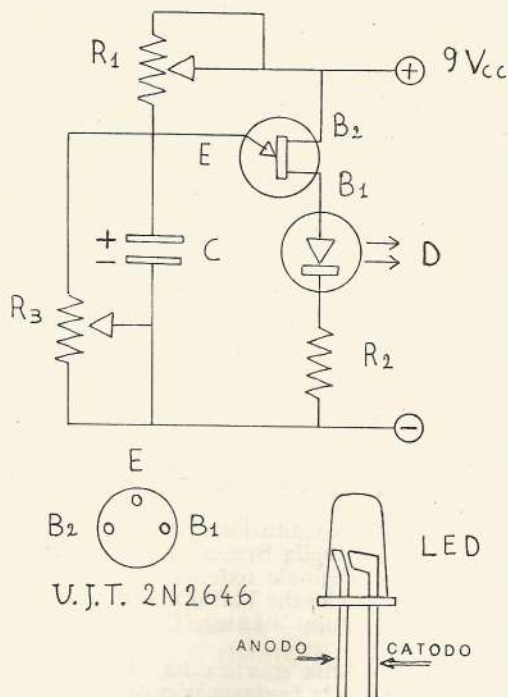 R1
9Vcc
+
B2
E
B1
+
−
C
D
R3
R2
−
E
B2
B1
U.J.T. 2N2646
LED
ANODO
CATODO